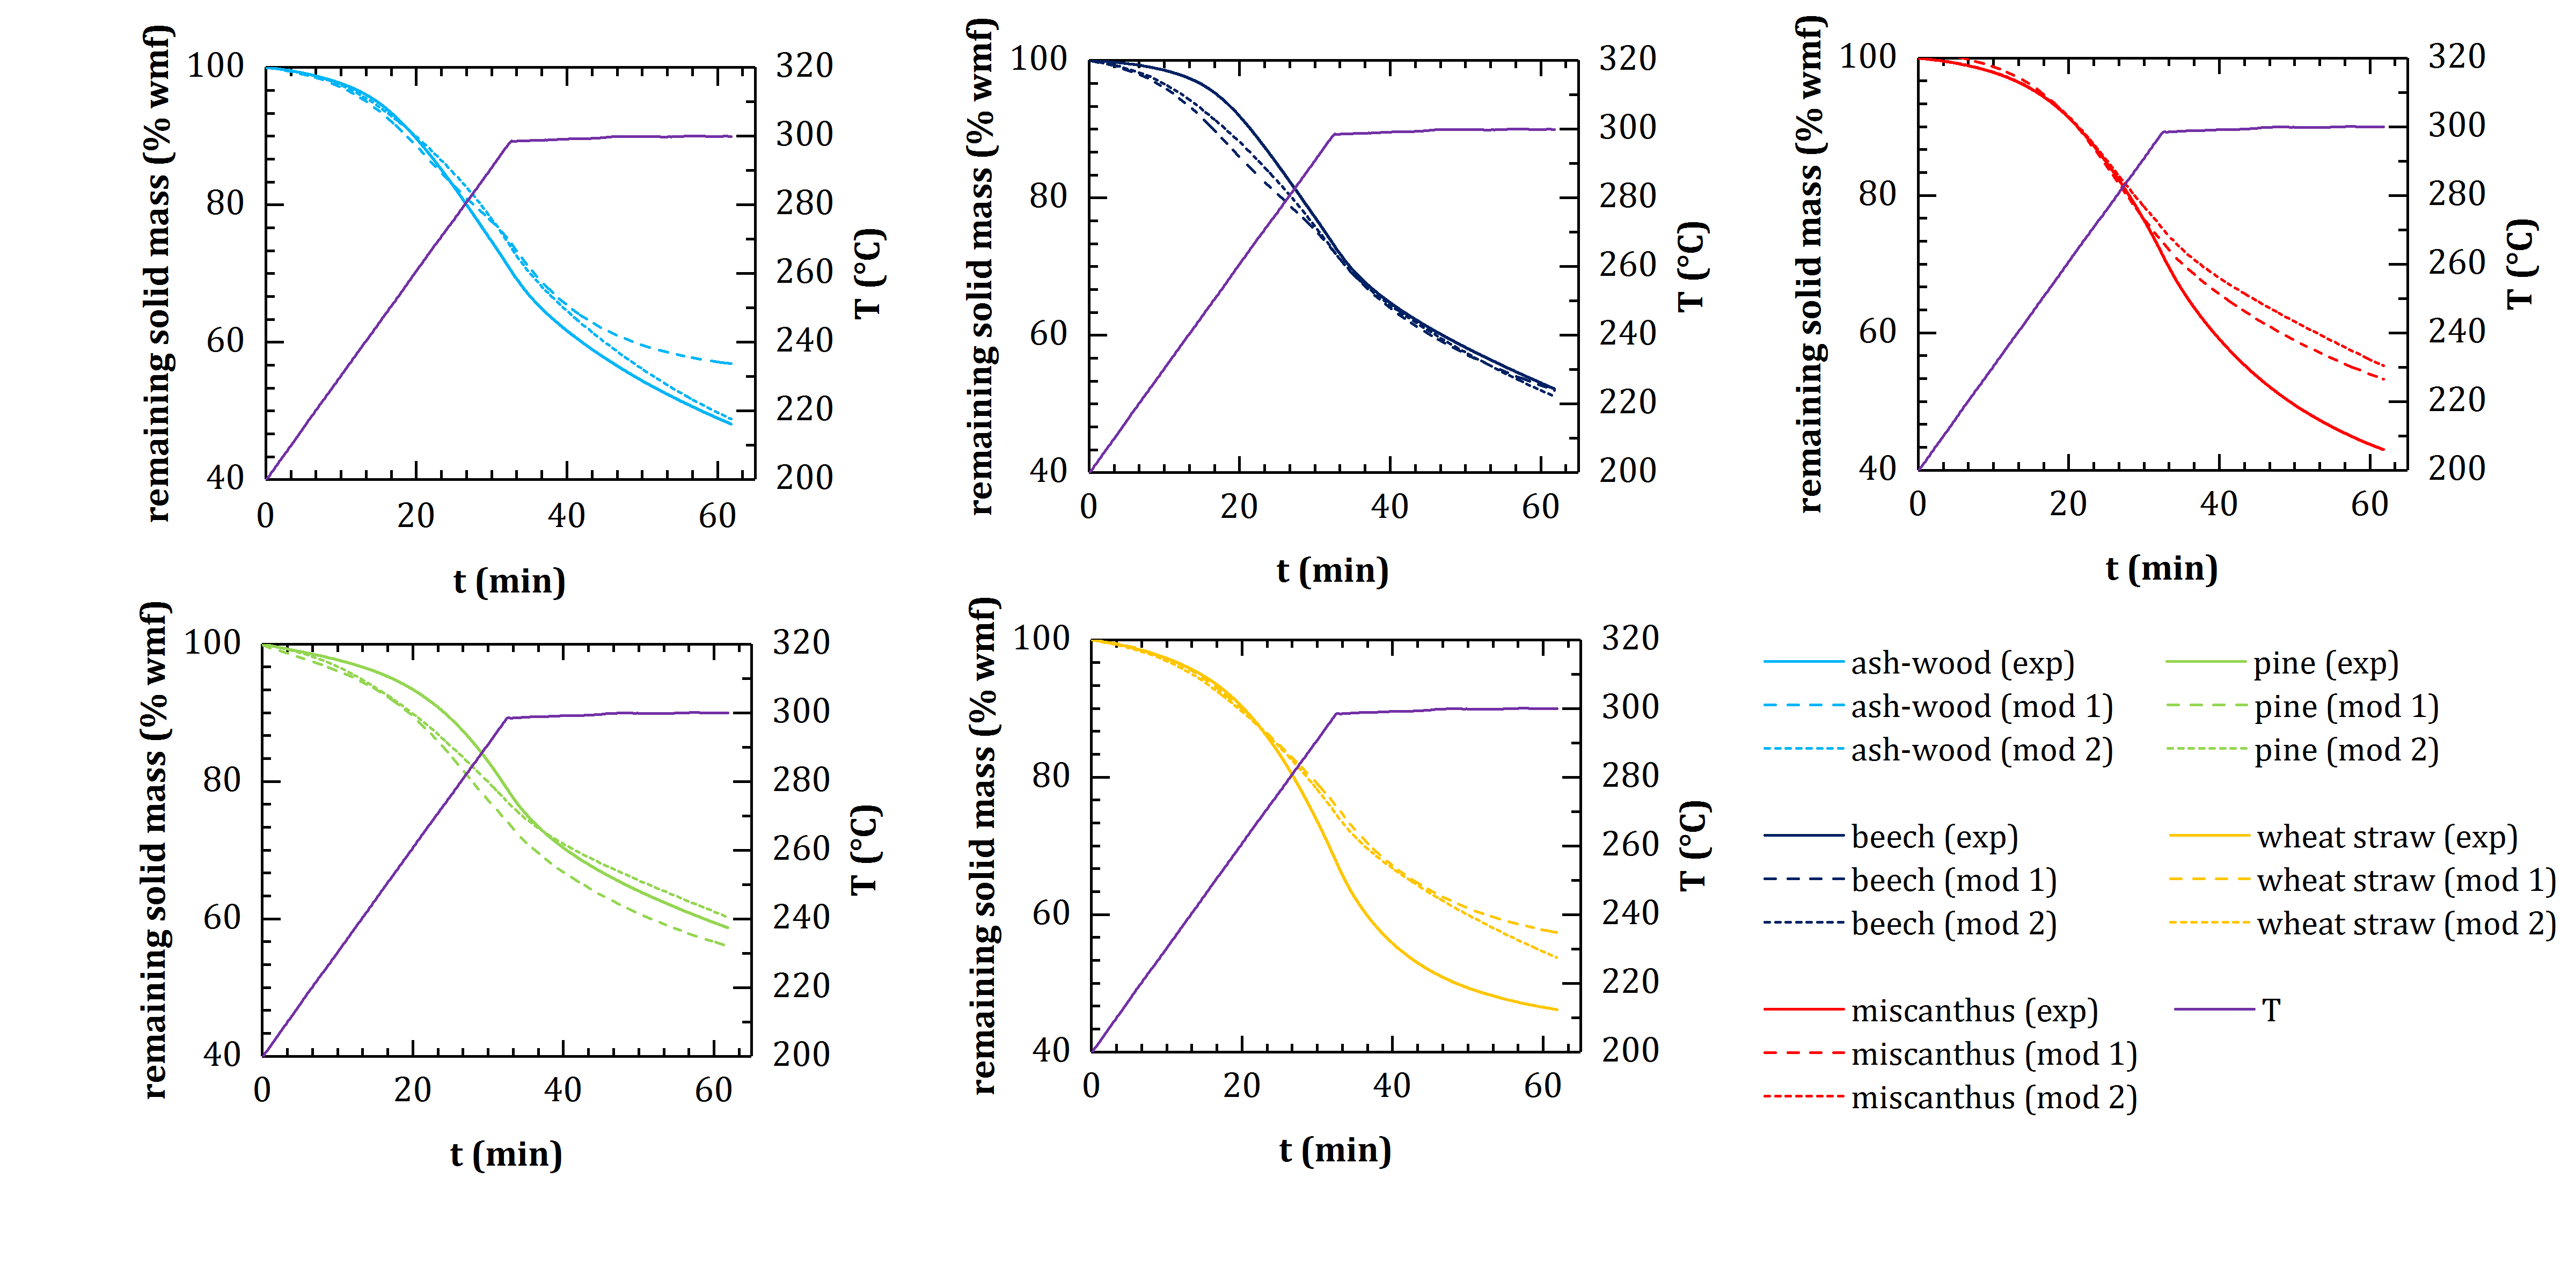 remaining solid mass (% wmf)
100
80
60
40
0
20
40
60
t (min)
320
300
280
260
240
220
200
T (°C)
remaining solid mass (% wmf)
100
80
60
40
0
20
40
60
t (min)
320
300
280
260
240
220
200
T (°C)
remaining solid mass (% wmf)
100
80
60
40
0
20
40
60
t (min)
320
300
280
260
240
220
200
T (°C)
remaining solid mass (% wmf)
100
80
60
40
0
20
40
60
t (min)
320
300
280
260
240
220
200
T (°C)
remaining solid mass (% wmf)
100
80
60
40
0
20
40
60
t (min)
320
300
280
260
240
220
200
T (°C)
ash-wood (exp)
ash-wood (mod 1)
ash-wood (mod 2)
beech (exp)
beech (mod 1)
beech (mod 2)
miscanthus (exp)
miscanthus (mod 1)
miscanthus (mod 2)
pine (exp)
pine (mod 1)
pine (mod 2)
wheat straw (exp)
wheat straw (mod 1)
wheat straw (mod 2)
T